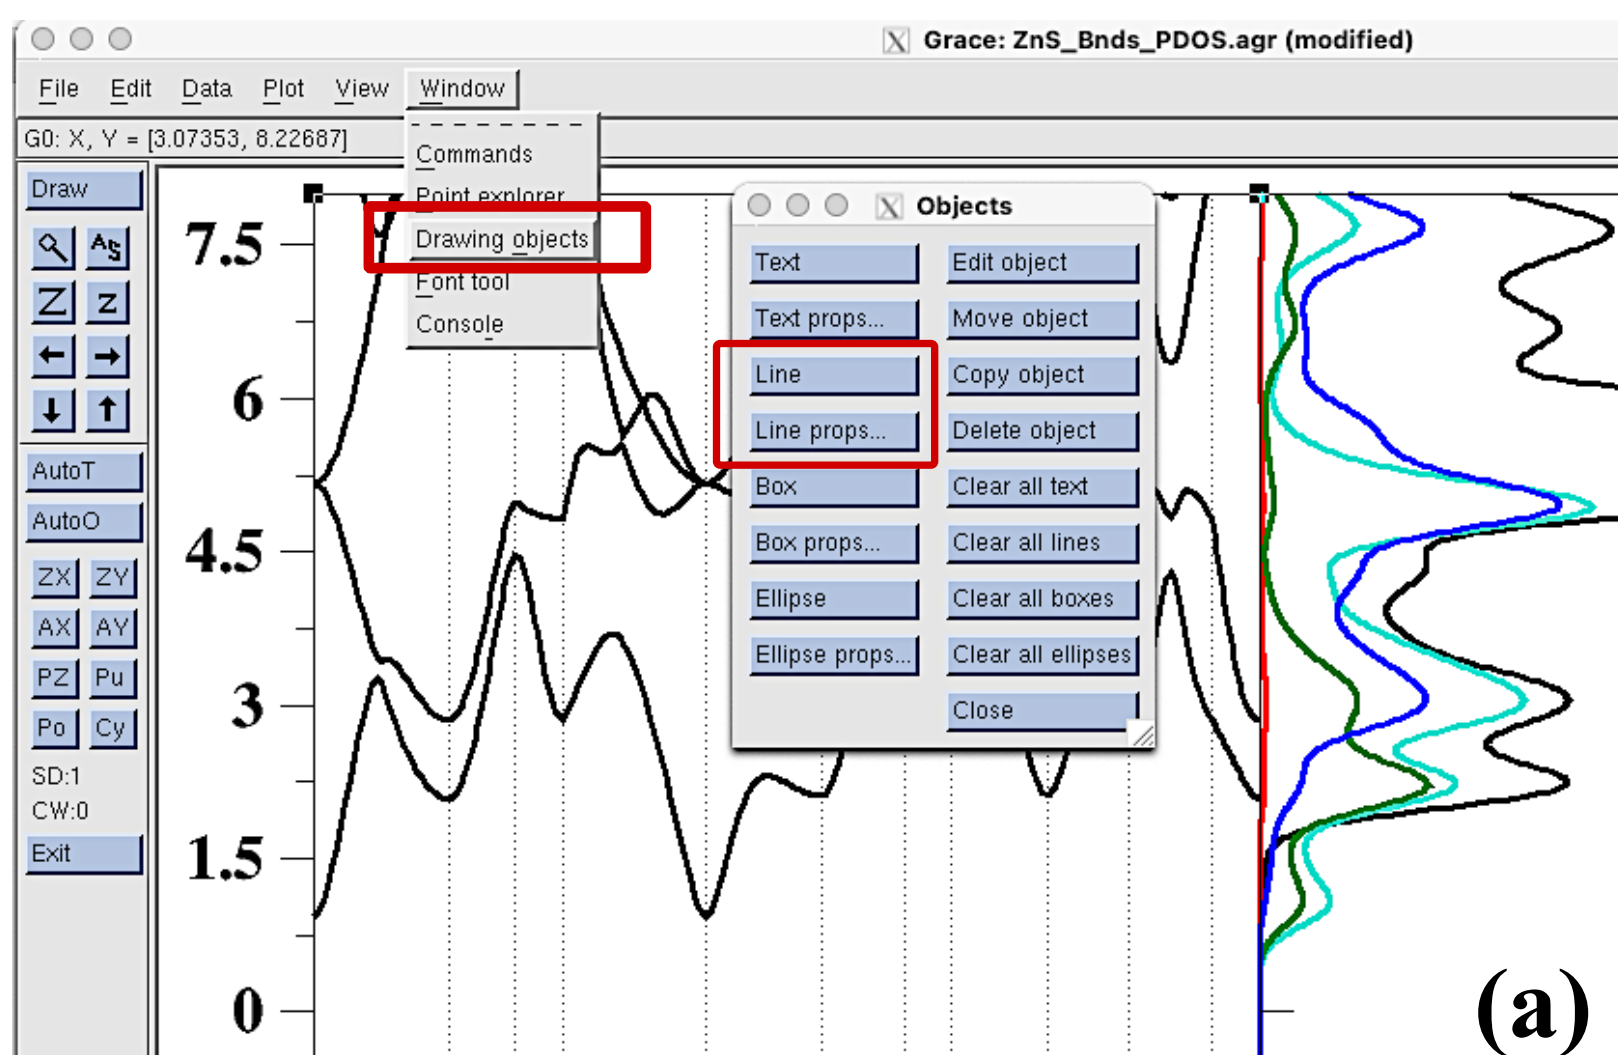 Grace: ZnS_Bnds_PDOS.agr (modified)
File Edit Data Plot View Window
G0: X, Y = [3.07353, 8.22687]
Commands
Point explorer
Drawing objects
Font tool
Console
Draw
AS
Z z
AutoT
AutoO
ZX ZY
AX AY
PZ Pu
Po Cy
SD:1
CW:0
Exit
7.5
6
4.5
3
1.5
0
Objects
Text Edit object
Text props... Move object
Line Copy object
Line props... Delete object
Box Clear all text
Box props... Clear all lines
Ellipse Clear all boxes
Ellipse props... Clear all ellipses
Close
(a)